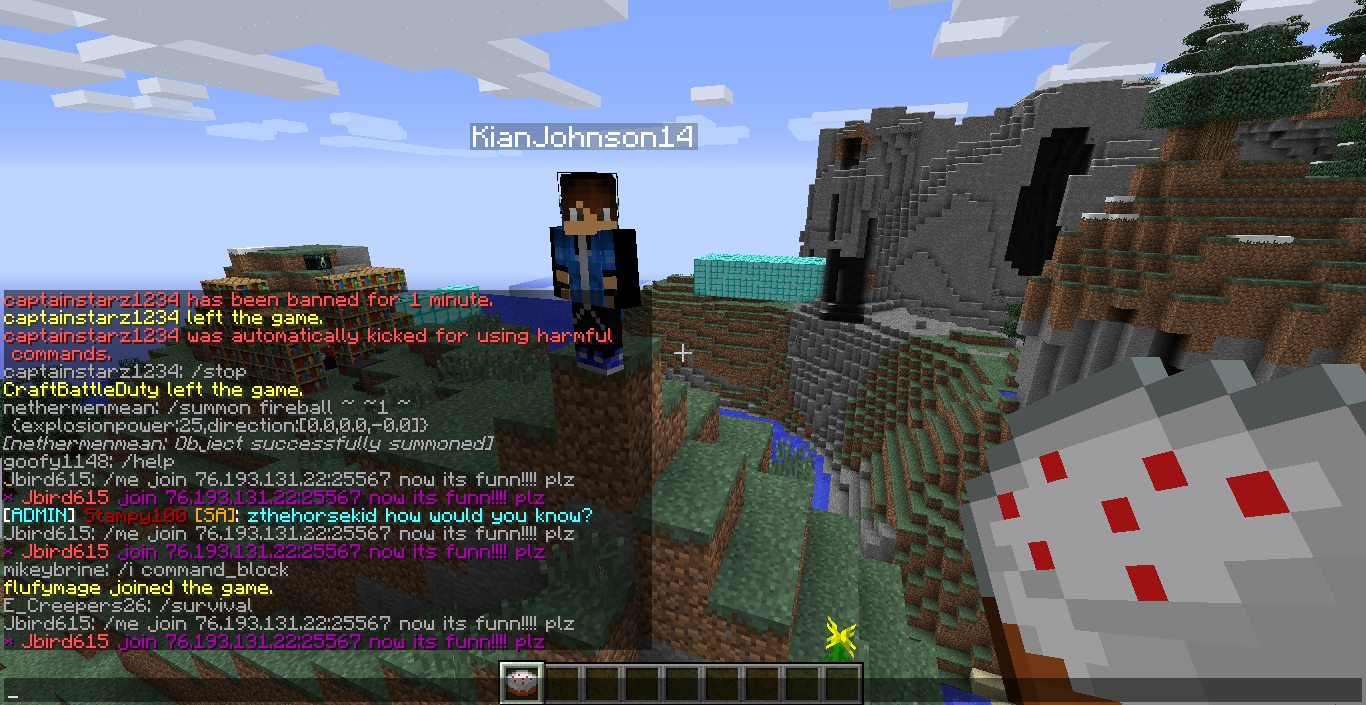 KianJohnson14
captainstarz1234 has been banned for 1 minute.
captainstarz1234 left the game.
captainstarz1234 was automatically kicked for using harmful
commands.
captainstarz1234: /stop
CraftBattleDuty left the game.
nethermenmean: /summon fireball ~ ~1 ~
{explosionpower:25,direction:[0.0,0.0,-0.0]}
[nethermenmean: Object successfully summoned]
goofy1148: /help
Jbird615: /me join 76.193.131.22:25567 now its funn!!!! plz
* Jbird615 join 76.193.131.22:25567 now its funn!!!! plz
[ADMIN] Stampy100 [SA]: zthehorsekid how would you know?
Jbird615: /me join 76.193.131.22:25567 now its funn!!!! plz
* Jbird615 join 76.193.131.22:25567 now its funn!!!! plz
mikeybrine: /i command_block
flufymage joined the game.
E_Creepers26: /survival
Jbird615: /me join 76.193.131.22:25567 now its funn!!!! plz
* Jbird615 join 76.193.131.22:25567 now its funn!!!! plz
_